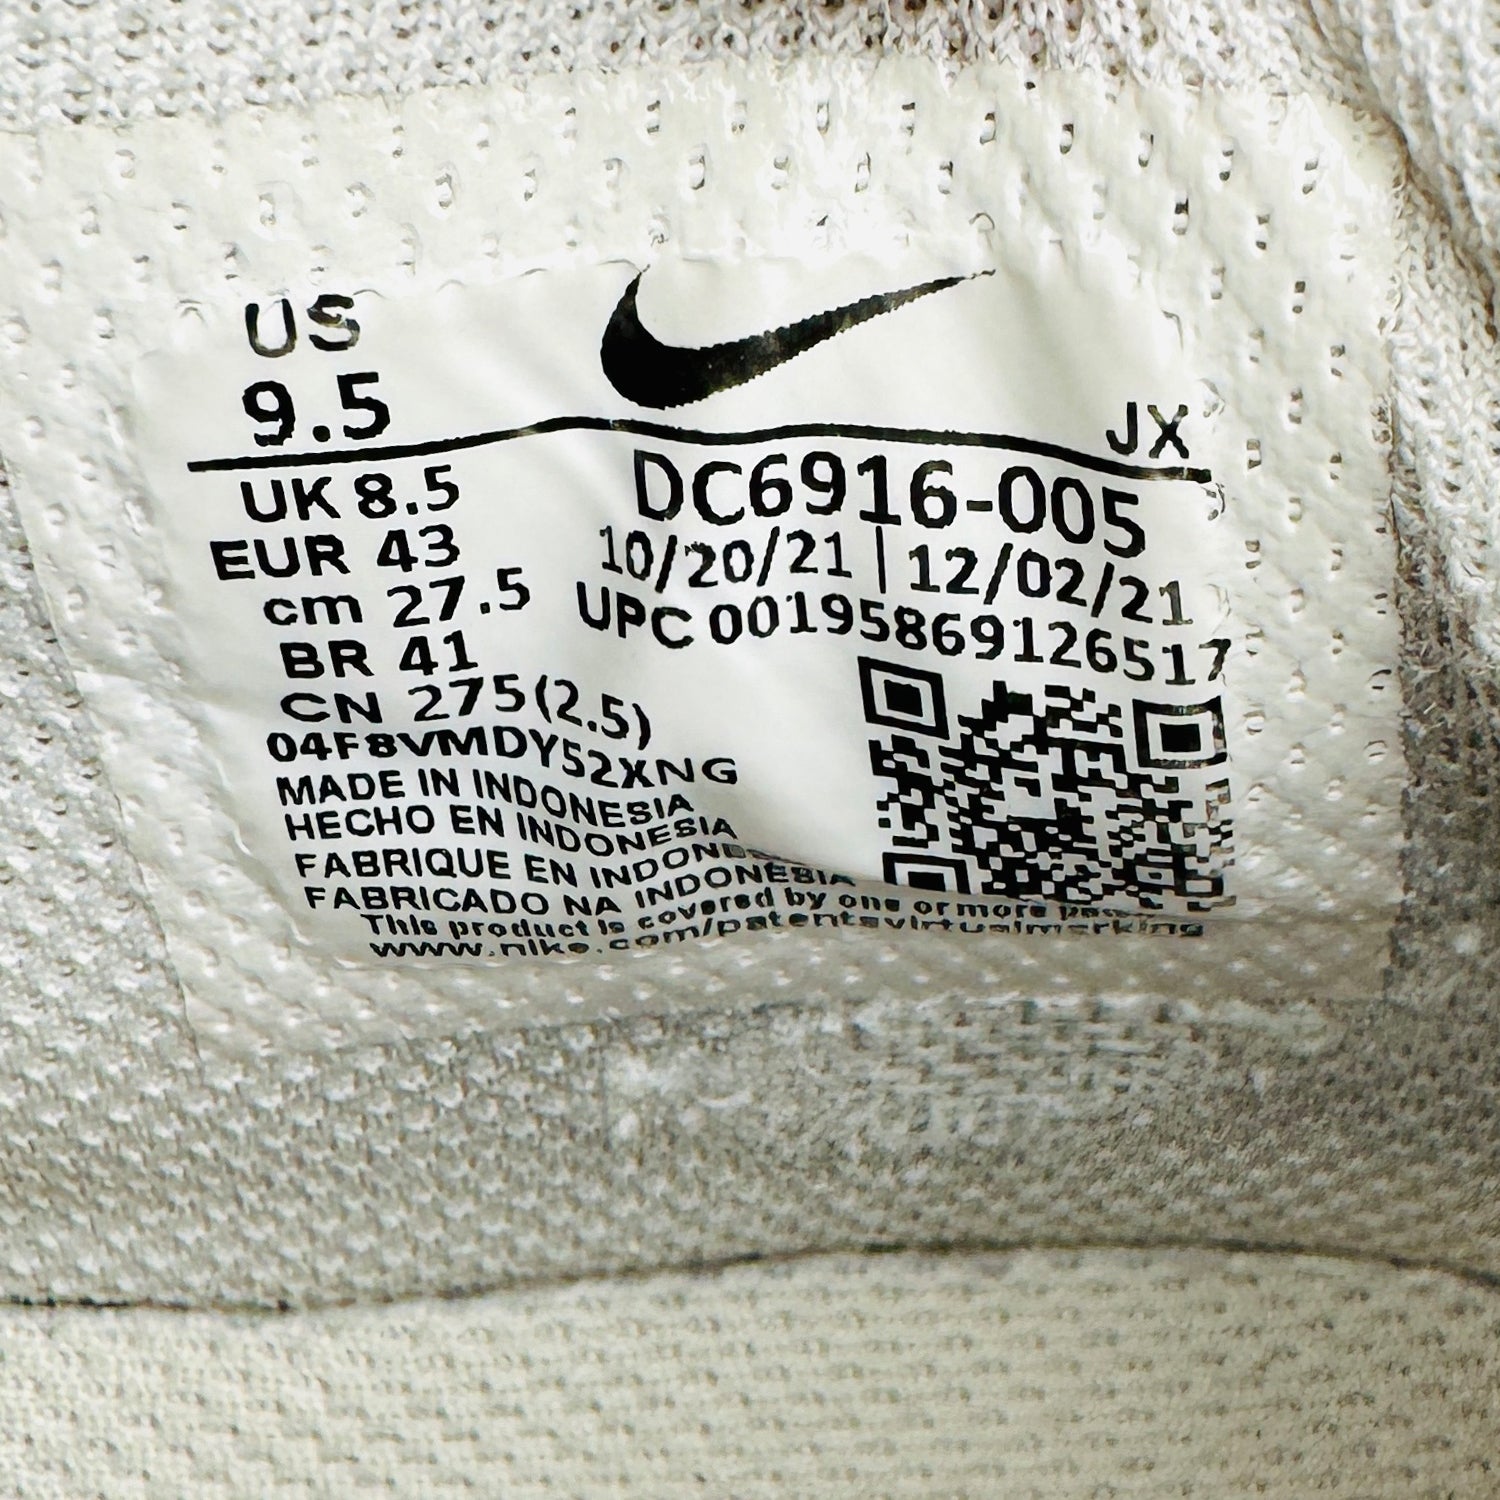 US
9.5
JX
UK 8.5
EUR 43
cm 27.5
BR 41
CN 275(2.5)
DC6916-005
10/20/21 | 12/02/21
UPC 00195869126517
04F8VMDY52XNG
MADE IN INDONESIA
HECHO EN INDONESIA
FABRIQUE EN
FABRICADO NA INDONESIA
This product is covered by one or more
www.nike.com/patentsvirtualmarking